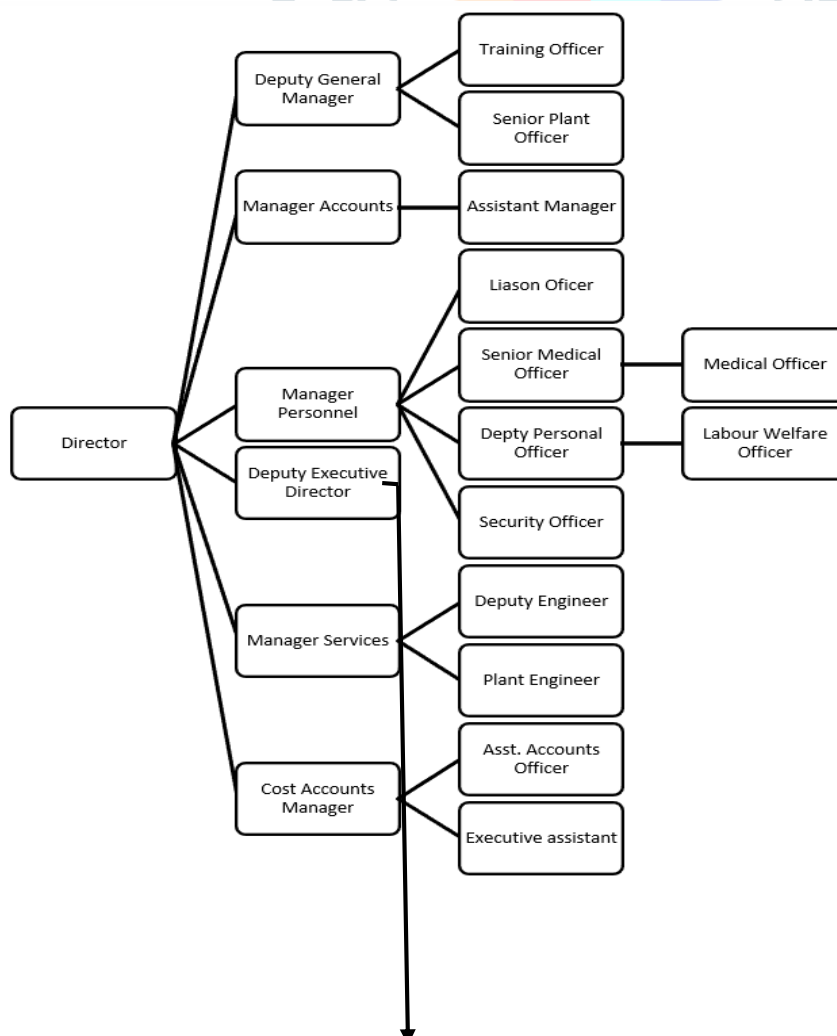 Director
Deputy General
Manager
Training Officer
Senior Plant
Officer
Manager Accounts
Assistant Manager
Manager
Personnel
Liason Oficer
Senior Medical
Officer
Medical Officer
Depty Personal
Officer
Labour Welfare
Officer
Security Officer
Deputy Executive
Director
Manager Services
Deputy Engineer
Plant Engineer
Cost Accounts
Manager
Asst. Accounts
Officer
Executive assistant